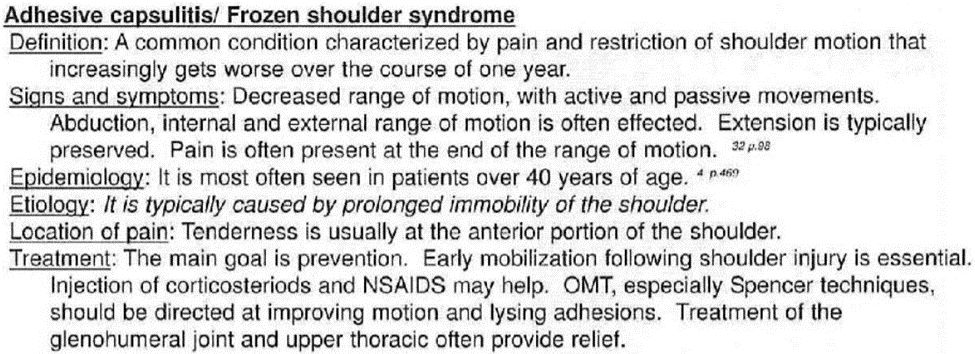 Adhesive capsulitis/ Frozen shoulder syndrome
Definition: A common condition characterized by pain and restriction of shoulder motion that
increasingly gets worse over the course of one year.
Signs and symptoms: Decreased range of motion, with active and passive movements.
Abduction, internal and external range of motion is often effected. Extension is typically
preserved. Pain is often present at the end of the range of motion. 32 p.98
Epidemiology: It is most often seen in patients over 40 years of age. 4 p.469
Etiology: It is typically caused by prolonged immobility of the shoulder.
Location of pain: Tenderness is usually at the anterior portion of the shoulder.
Treatment: The main goal is prevention. Early mobilization following shoulder injury is essential.
Injection of corticosteriods and NSAIDS may help. OMT, especially Spencer techniques,
should be directed at improving motion and lysing adhesions. Treatment of the
glenohumeral joint and upper thoracic often provide relief.